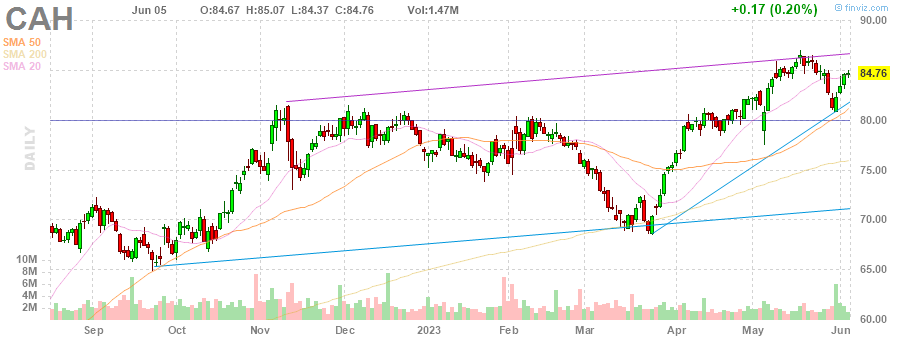 CAH
Jun 05 O:84.67 H:85.07 L:84.37 C:84.76 Vol:1.47M +0.17 (0.20%)
© finviz.com
SMA 50
SMA 200
SMA 20
DAILY
90.00
84.76
80.00
75.00
70.00
65.00
60.00
10M
8M
6M
4M
2M
Sep Oct Nov Dec 2023 Feb Mar Apr May Jun